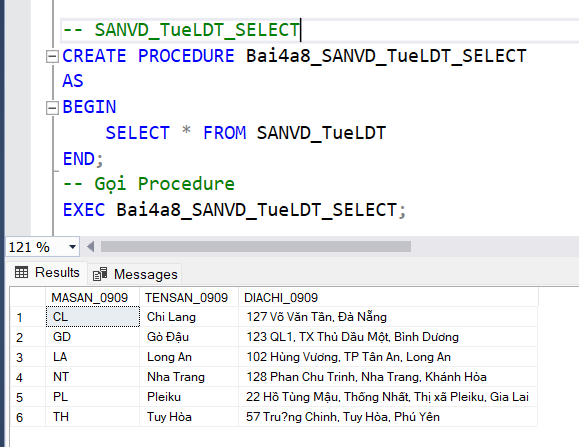 -- SANVD_TueLDT_SELECT
CREATE PROCEDURE Bai4a8_SANVD_TueLDT_SELECT
AS
BEGIN
SELECT * FROM SANVD_TueLDT
END;
-- Gọi Procedure
EXEC Bai4a8_SANVD_TueLDT_SELECT;
121 %
Results Messages
MASAN_0909 TENSAN_0909 DIACHI_0909
1 CL Chi Lang 127 Võ Văn Tân, Đà Nẵng
2 GD Gò Đậu 123 QL1, TX Thủ Dầu Một, Bình Dương
3 LA Long An 102 Hùng Vương, TP Tân An, Long An
4 NT Nha Trang 128 Phan Chu Trinh, Nha Trang, Khánh Hòa
5 PL Pleiku 22 Hồ Tùng Mậu, Thống Nhất, Thị xã Pleiku, Gia Lai
6 TH Tuy Hòa 57 Tru?ng Chinh, Tuy Hòa, Phú Yên